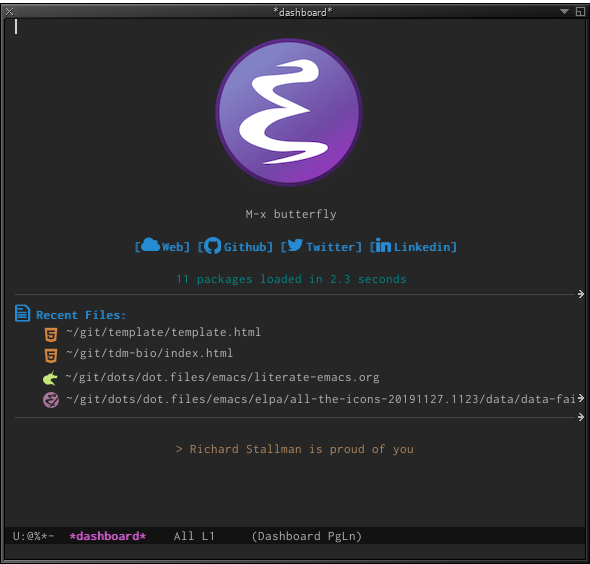 *dashboard*
M-x butterfly
[Web] [Github] [Twitter] [Linkedin]
11 packages loaded in 2.3 seconds
Recent Files:
~/git/template/template.html
~/git/tdm-bio/index.html
~/git/dots/dot.files/emacs/literate-emacs.org
~/git/dots/dot.files/emacs/elpa/all-the-icons-20191127.1123/data/data-fai
> Richard Stallman is proud of you
U:@%*- *dashboard* All L1 (Dashboard PgLn)